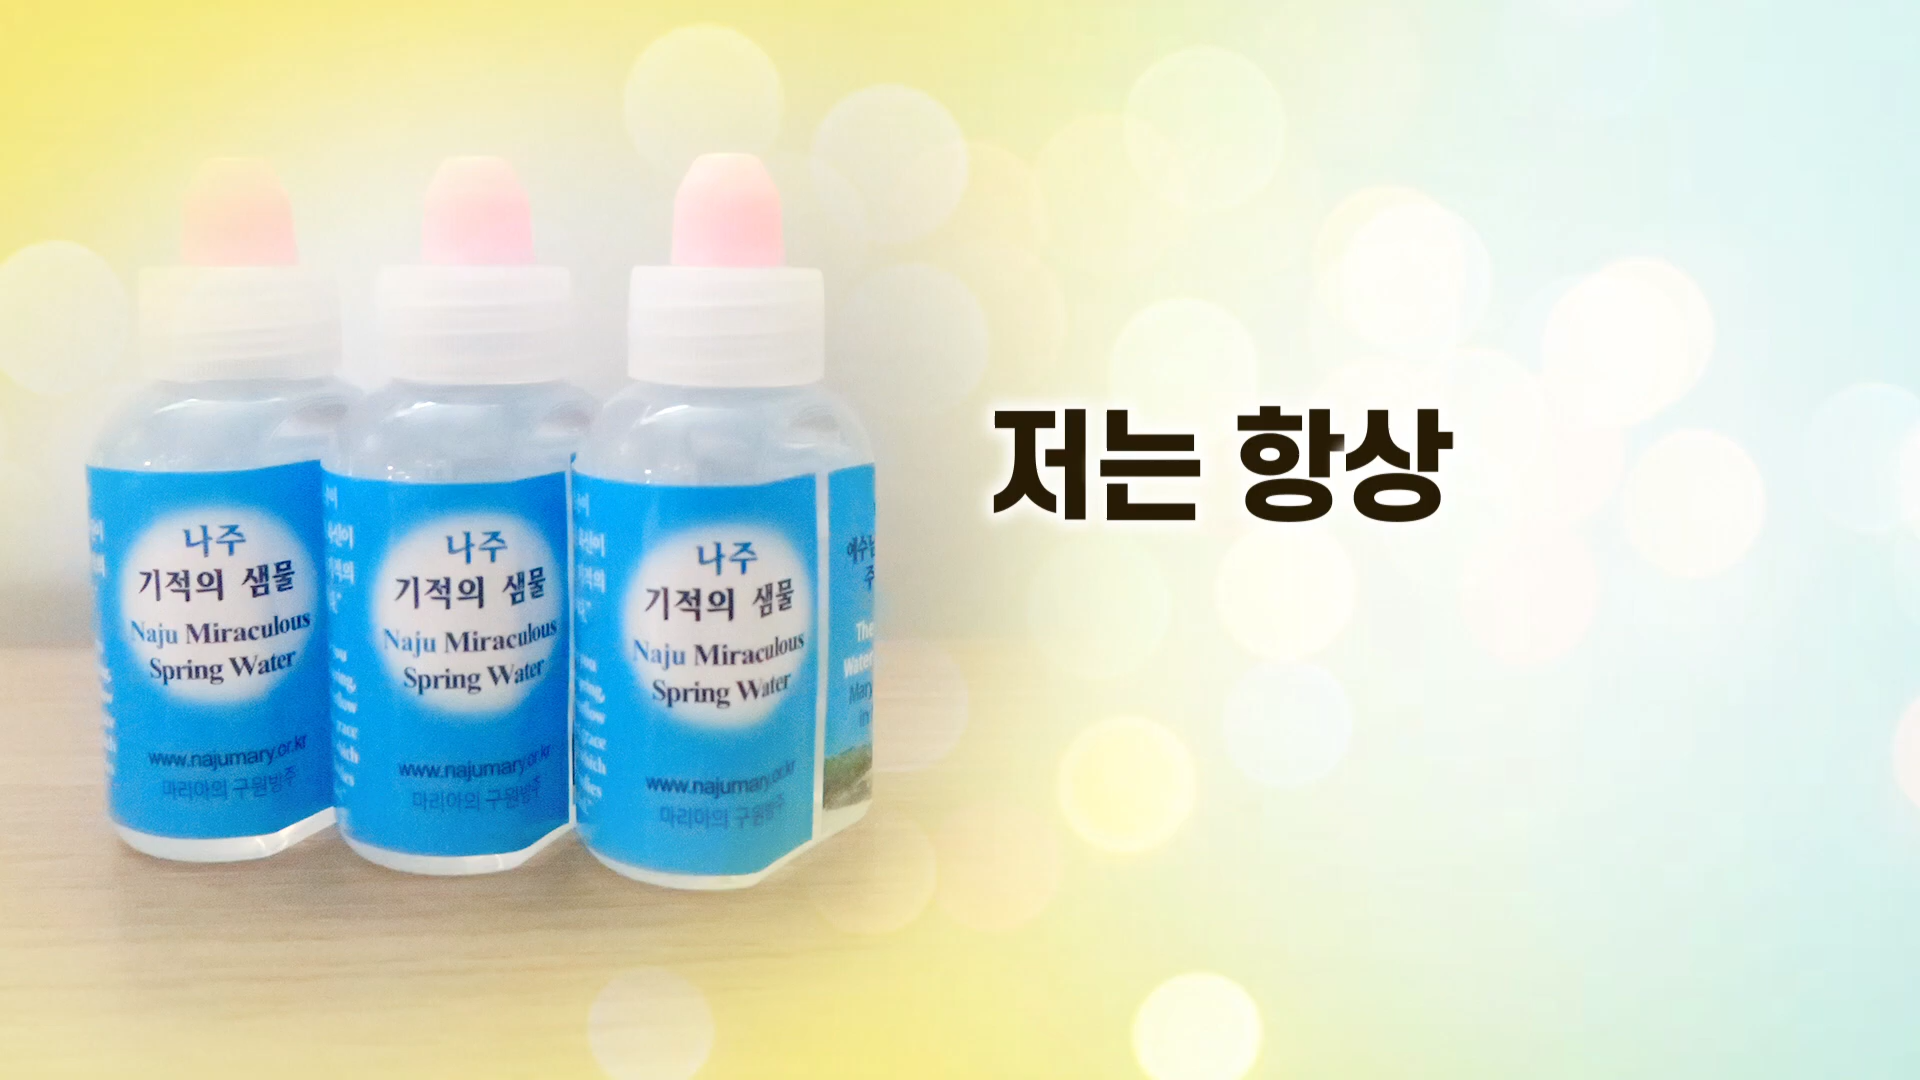 저는 항상
나주
기적의 샘물
Naju Miraculous
Spring Water
www.najumary.or.kr
마리아의 구원방주
나주
기적의 샘물
Naju Miraculous
Spring Water
www.najumary.or.kr
마리아의 구원방주
나주
기적의 샘물
Naju Miraculous
Spring Water
www.najumary.or.kr
마리아의 구원방주
The
Water
Mary